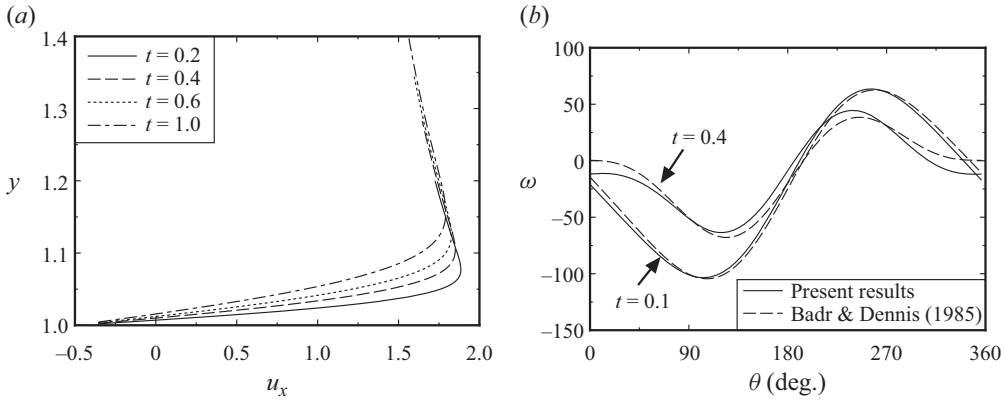 (a)
1.4
1.3
1.2
1.1
1.0
y
t = 0.2
t = 0.4
t = 0.6
t = 1.0
–0.5
0
0.5
1.0
1.5
2.0
u_x
(b)
100
50
0
–50
–100
–150
ω
t = 0.4
t = 0.1
Present results
Badr & Dennis (1985)
0
90
180
270
360
θ (deg.)